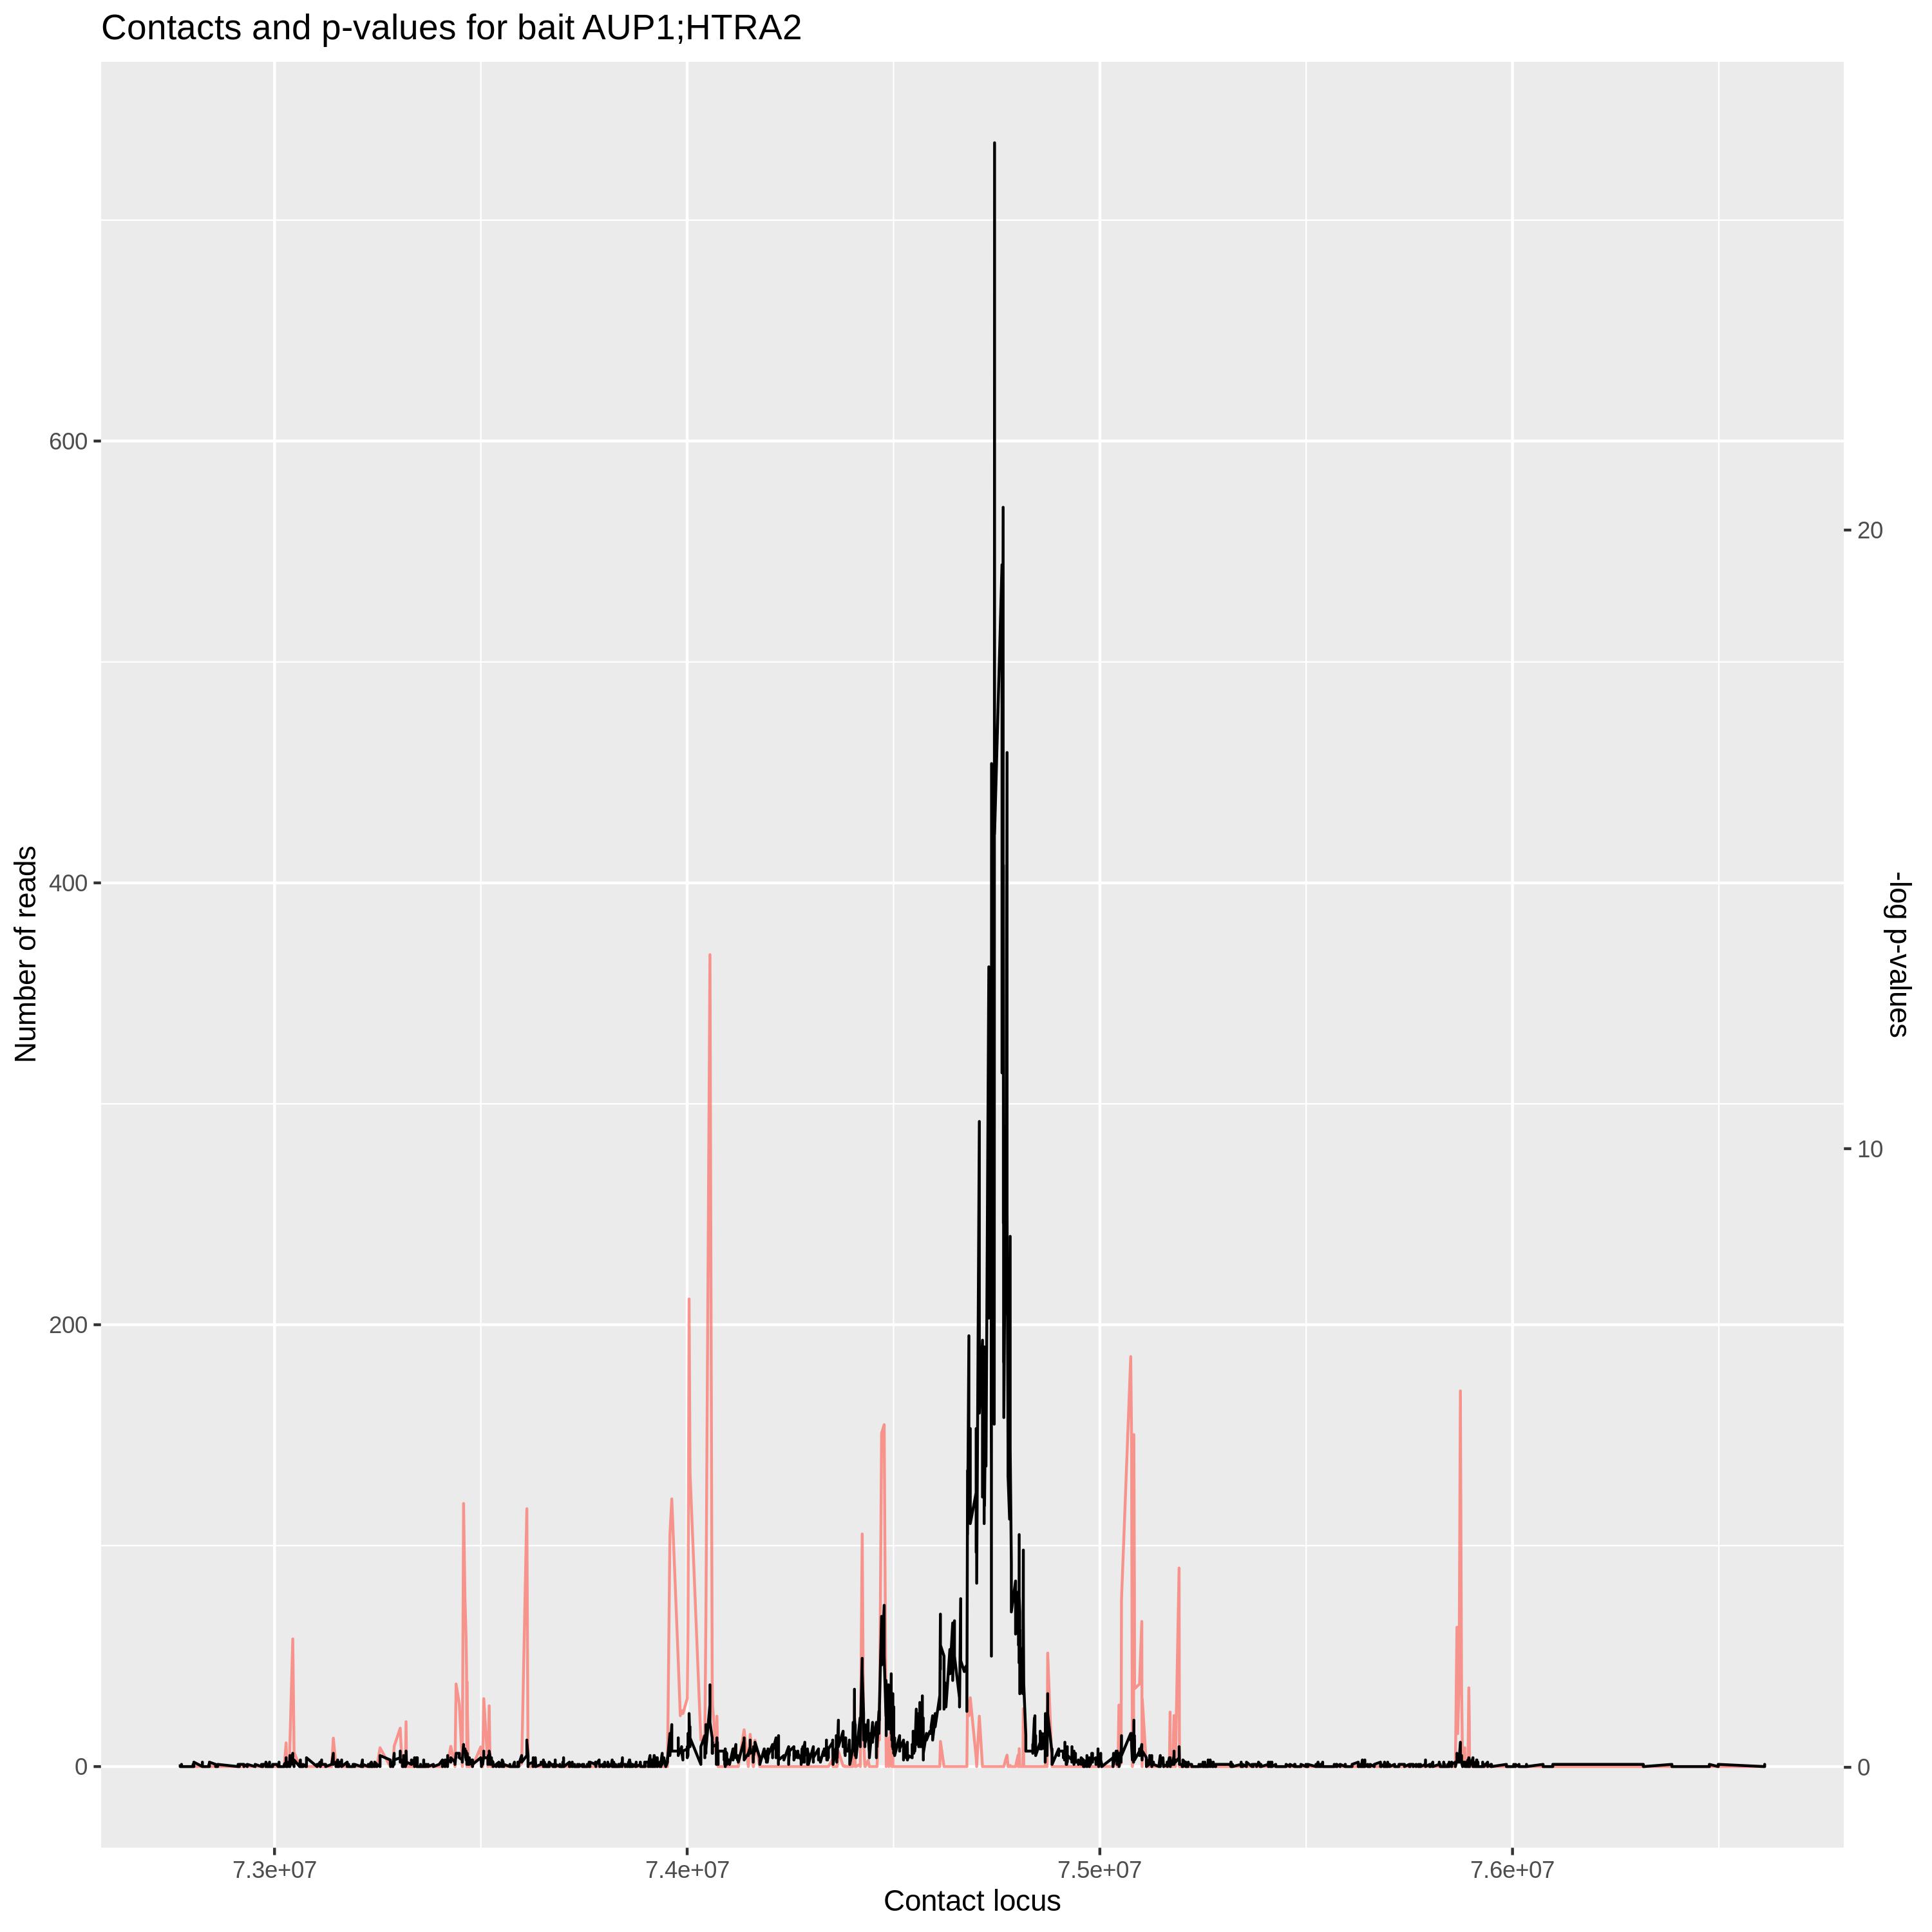 Contacts and p-values for bait AUP1;HTRA2
Number of reads
600
400
200
0
20
10
0
-log p-values
7.3e+07
7.4e+07
7.5e+07
7.6e+07
Contact locus